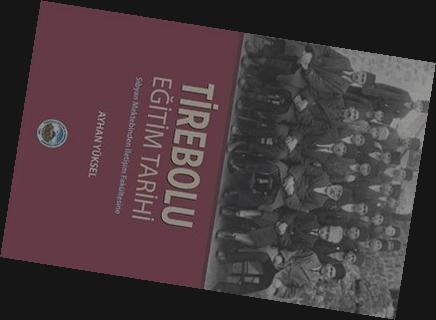 TİREBOLU
EĞİTİM TARİHİ
Sıbyan Mektebinden İletişim Fakültesine
AYHAN YÜKSEL